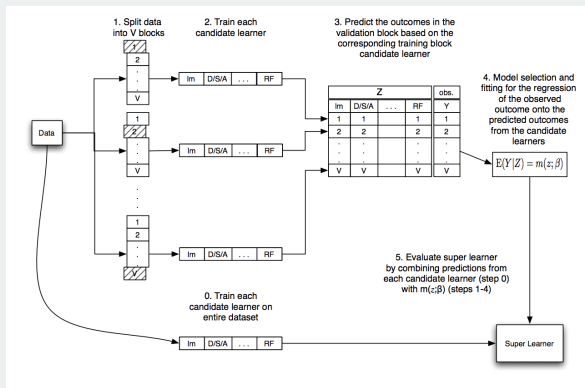 1. Split data
into V blocks
2. Train each
candidate learner
3. Predict the outcomes in the
validation block based on the
corresponding training block
candidate learner
4. Model selection and
fitting for the regression
of the observed
outcome onto the
predicted outcomes
from the candidate
learners
Data
1
2
.
.
V
lm D/S/A . . . RF
1
2
.
.
V
lm D/S/A . . . RF
.
.
.
1
2
.
.
V
lm D/S/A . . . RF
Z obs.
lm D/S/A . . . RF Y
1 1 1 1
2 2 2 2
. . . .
. . . .
V V V V
E(Y|Z) = m(z;β)
5. Evaluate super learner
by combining predictions from
each candidate learner (step 0)
with m(z;β) (steps 1-4)
0. Train each
candidate learner on
entire dataset
lm D/S/A . . . RF
Super Learner